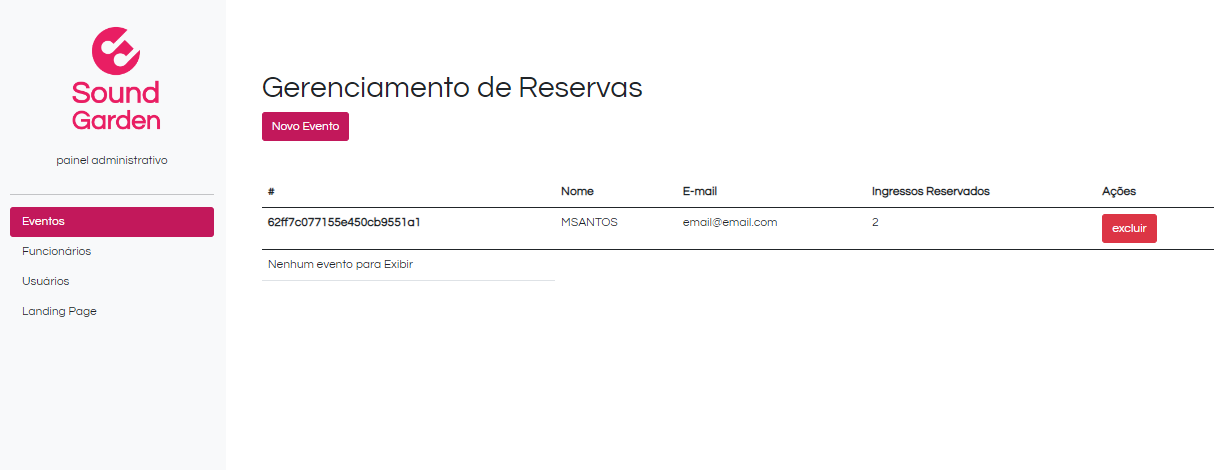 Sound
Garden
painel administrativo
Eventos
Funcionários
Usuários
Landing Page
Gerenciamento de Reservas
Novo Evento
# Nome E-mail Ingressos Reservados Ações
62ff7c077155e450cb9551a1 MSANTOS email@email.com 2 excluir
Nenhum evento para Exibir